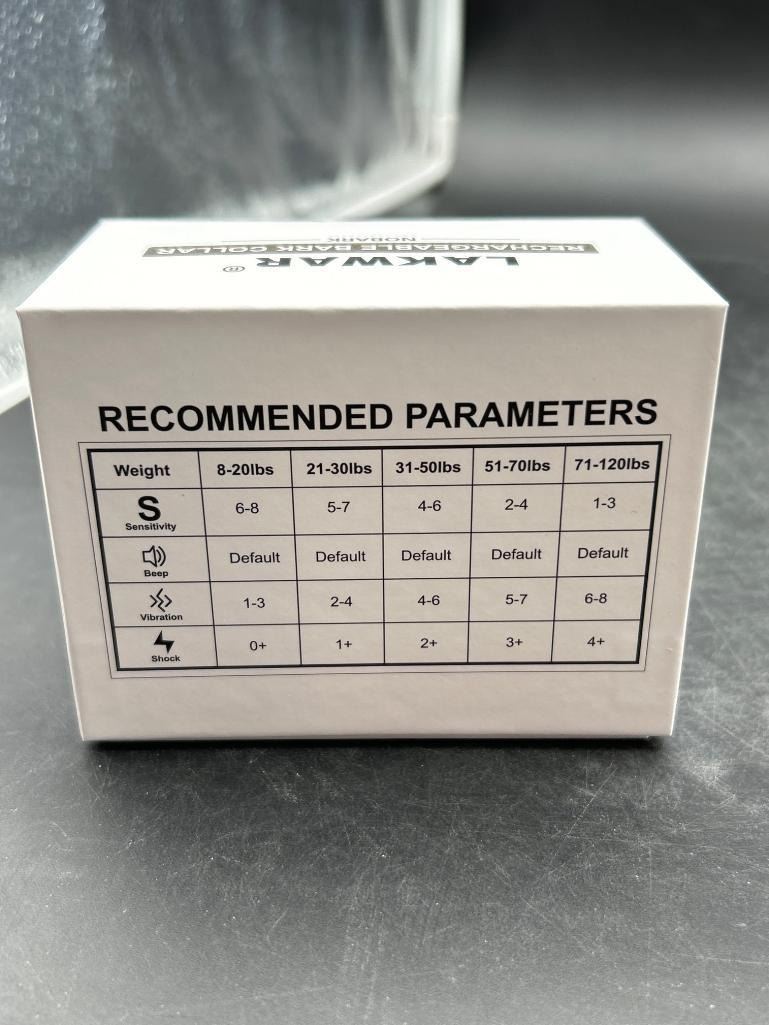 LAKWAR®
RECHARGEABLE BARK COLLAR
NOBARK
RECOMMENDED PARAMETERS
Weight 8-20lbs 21-30lbs 31-50lbs 51-70lbs 71-120lbs
S 6-8 5-7 4-6 2-4 1-3
Sensitivity
Default Default Default Default Default
Beep
1-3 2-4 4-6 5-7 6-8
Vibration
0+ 1+ 2+ 3+ 4+
Shock